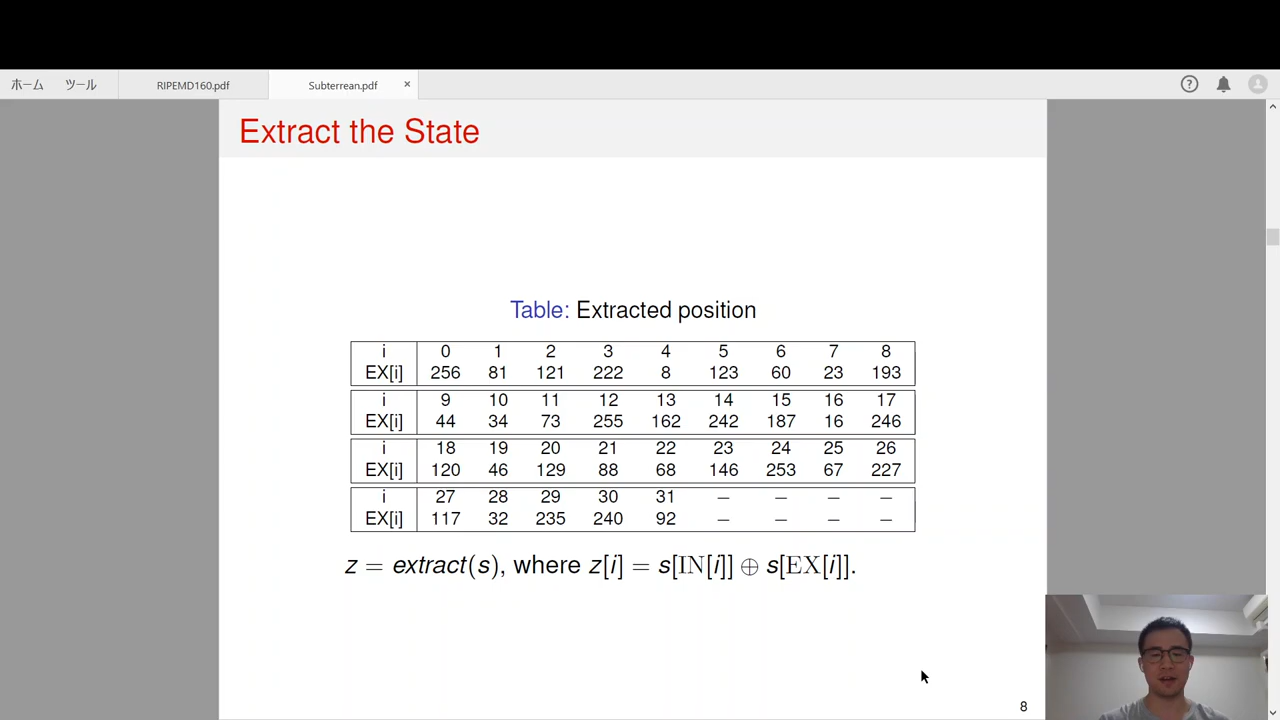 ホーム ツール RIPEMD160.pdf Subterrean.pdf × ?
Extract the State
Table: Extracted position
i 0 1 2 3 4 5 6 7 8
EX[i] 256 81 121 222 8 123 60 23 193
i 9 10 11 12 13 14 15 16 17
EX[i] 44 34 73 255 162 242 187 16 246
i 18 19 20 21 22 23 24 25 26
EX[i] 120 46 129 88 68 146 253 67 227
i 27 28 29 30 31 – – – –
EX[i] 117 32 235 240 92 – – – –
z = extract(s), where z[i] = s[IN[i]] ⊕ s[EX[i]].
8